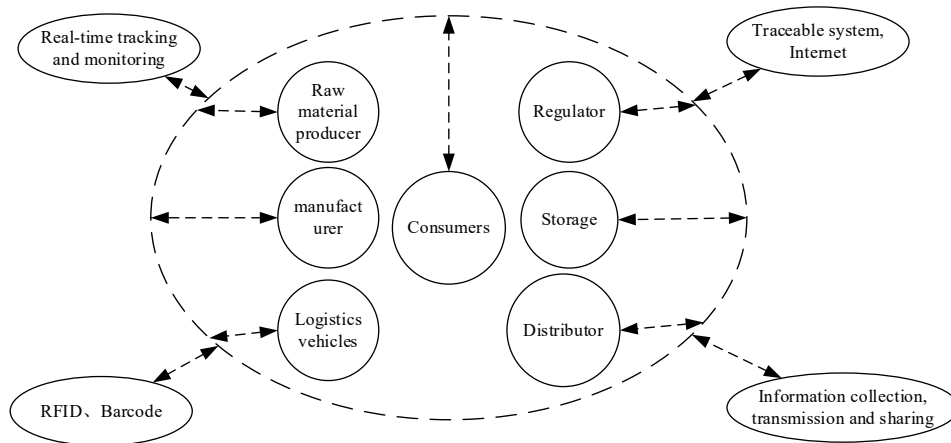 Real-time tracking
and monitoring
Traceable system,
Internet
Raw
material
producer
Regulator
manufact
urer
Consumers
Storage
Logistics
vehicles
Distributor
RFID、Barcode
Information collection,
transmission and sharing